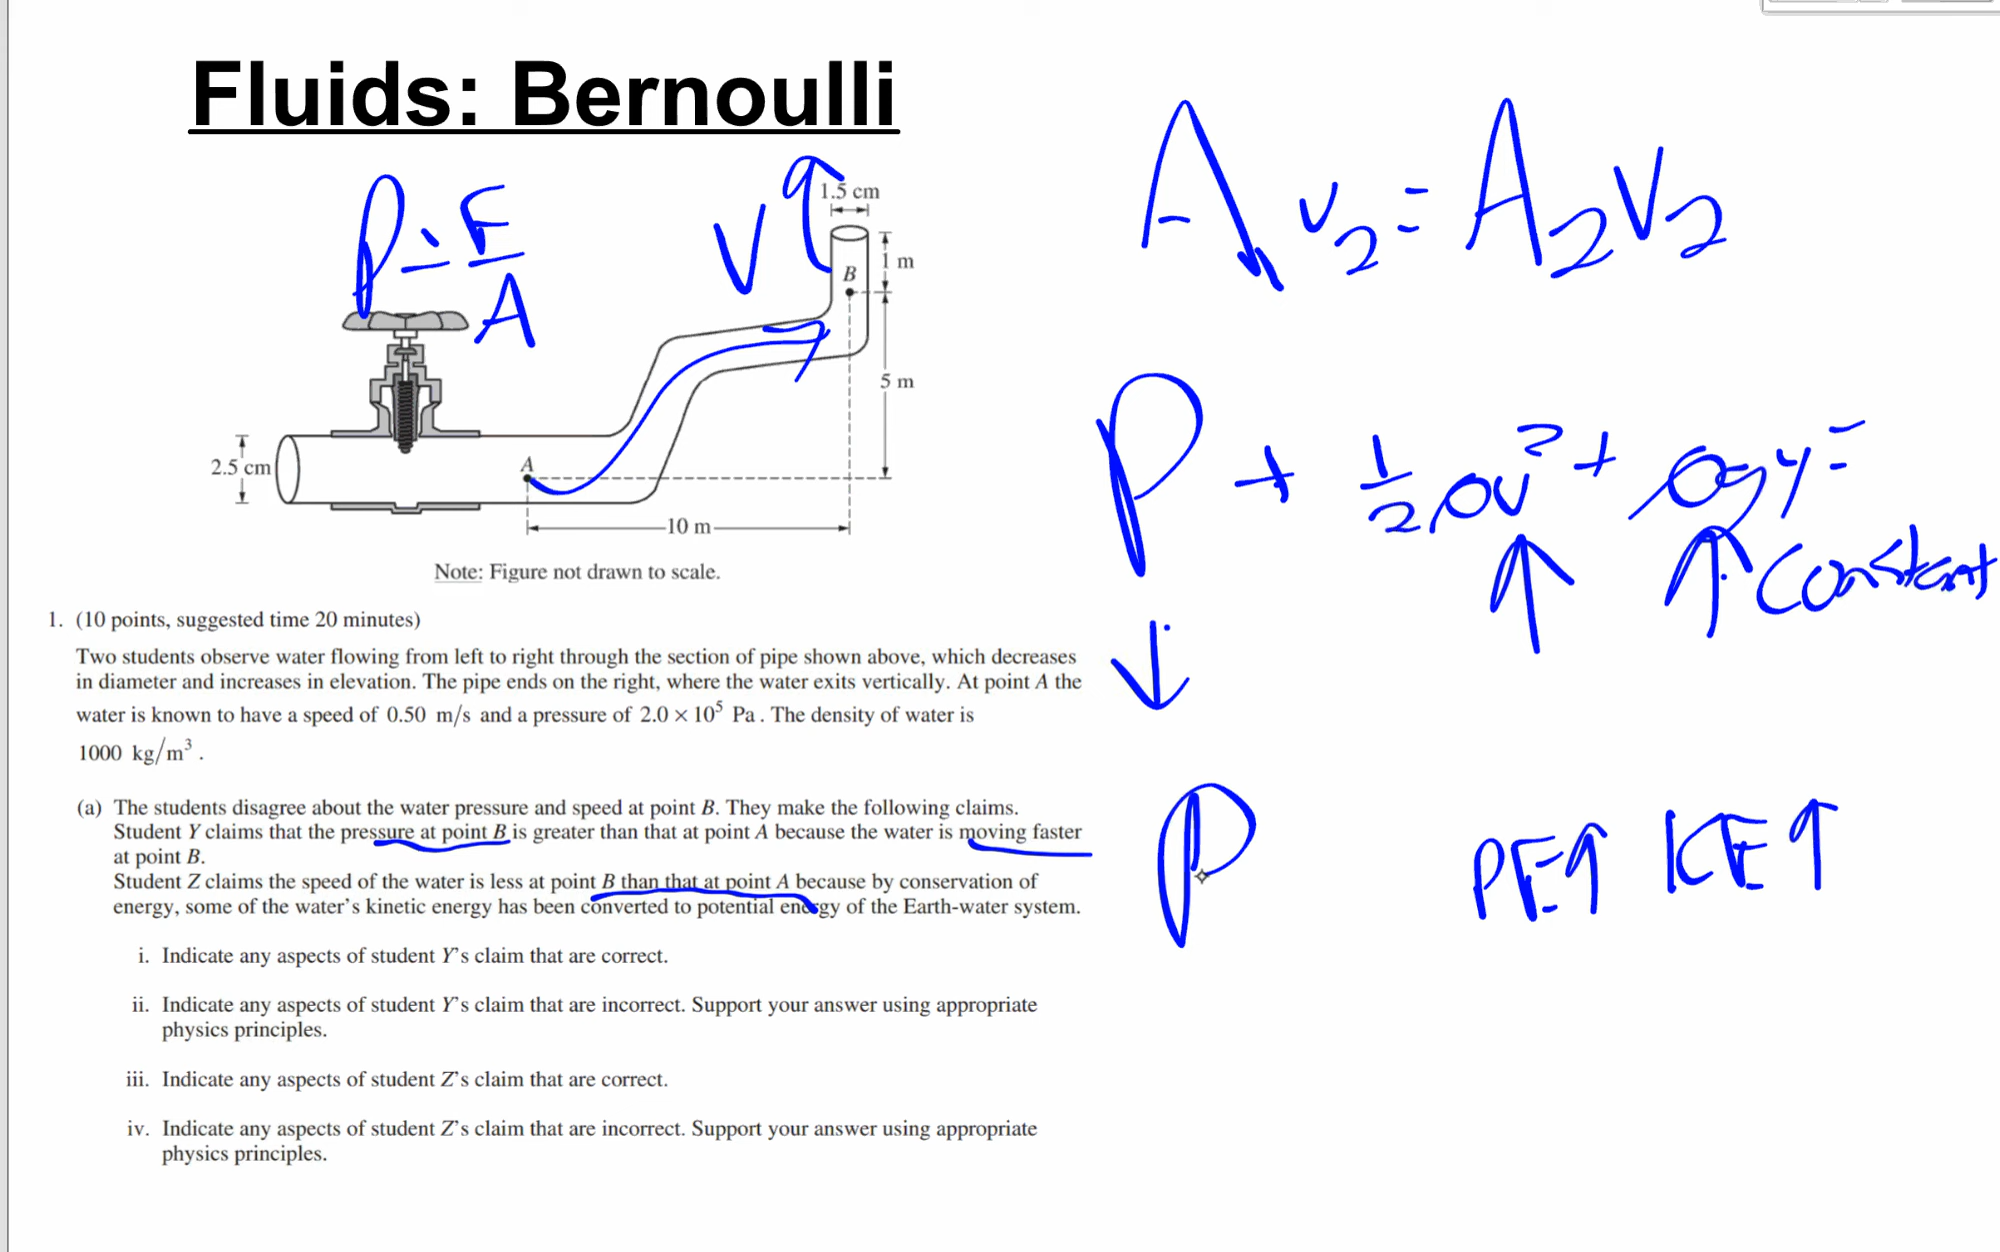 Fluids: Bernoulli
P = F/A
V↑
1.5 cm
B
1 m
5 m
A
2.5 cm
10 m
Note: Figure not drawn to scale.
A₁ v₂ = A₂ V₂
P + 1/2 ρv² + ρgy =
constant
P
PE↑ KE↑
1. (10 points, suggested time 20 minutes)
Two students observe water flowing from left to right through the section of pipe shown above, which decreases
in diameter and increases in elevation. The pipe ends on the right, where the water exits vertically. At point A the
water is known to have a speed of 0.50 m/s and a pressure of 2.0 × 10⁵ Pa. The density of water is
1000 kg/m³.
(a) The students disagree about the water pressure and speed at point B. They make the following claims.
Student Y claims that the pressure at point B is greater than that at point A because the water is moving faster
at point B.
Student Z claims the speed of the water is less at point B than that at point A because by conservation of
energy, some of the water's kinetic energy has been converted to potential energy of the Earth-water system.
i. Indicate any aspects of student Y's claim that are correct.
ii. Indicate any aspects of student Y's claim that are incorrect. Support your answer using appropriate
physics principles.
iii. Indicate any aspects of student Z's claim that are correct.
iv. Indicate any aspects of student Z's claim that are incorrect. Support your answer using appropriate
physics principles.